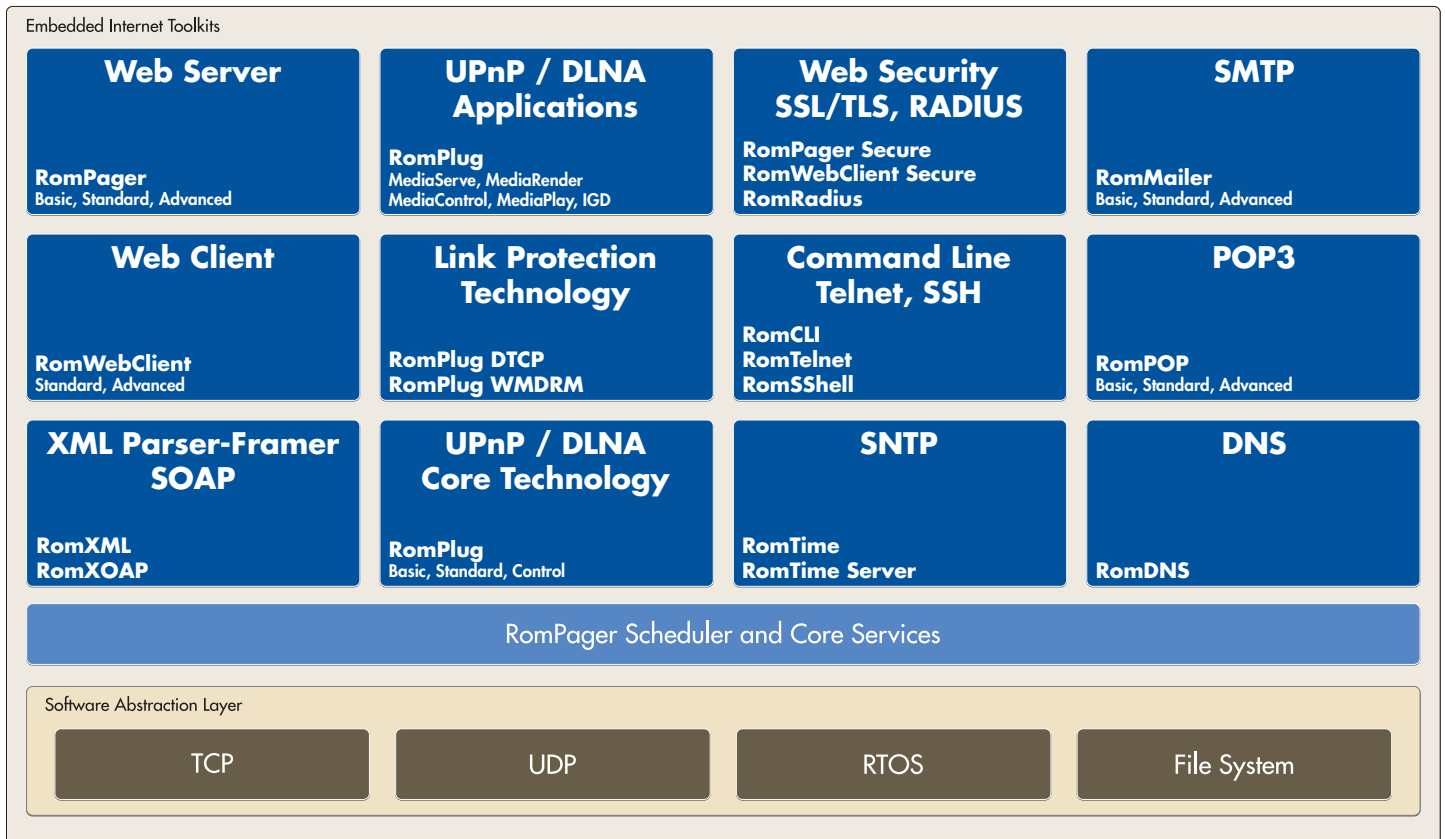 Embedded Internet Toolkits
Web Server
RomPager
Basic, Standard, Advanced
UPnP / DLNA
Applications
RomPlug
MediaServe, MediaRender
MediaControl, MediaPlay, IGD
Web Security
SSL/TLS, RADIUS
RomPager Secure
RomWebClient Secure
RomRadius
SMTP
RomMailer
Basic, Standard, Advanced
Web Client
RomWebClient
Standard, Advanced
Link Protection
Technology
RomPlug DTCP
RomPlug WMDRM
Command Line
Telnet, SSH
RomCLI
RomTelnet
RomSShell
POP3
RomPOP
Basic, Standard, Advanced
XML Parser-Framer
SOAP
RomXML
RomXOAP
UPnP / DLNA
Core Technology
RomPlug
Basic, Standard, Control
SNTP
RomTime
RomTime Server
DNS
RomDNS
RomPager Scheduler and Core Services
Software Abstraction Layer
TCP
UDP
RTOS
File System